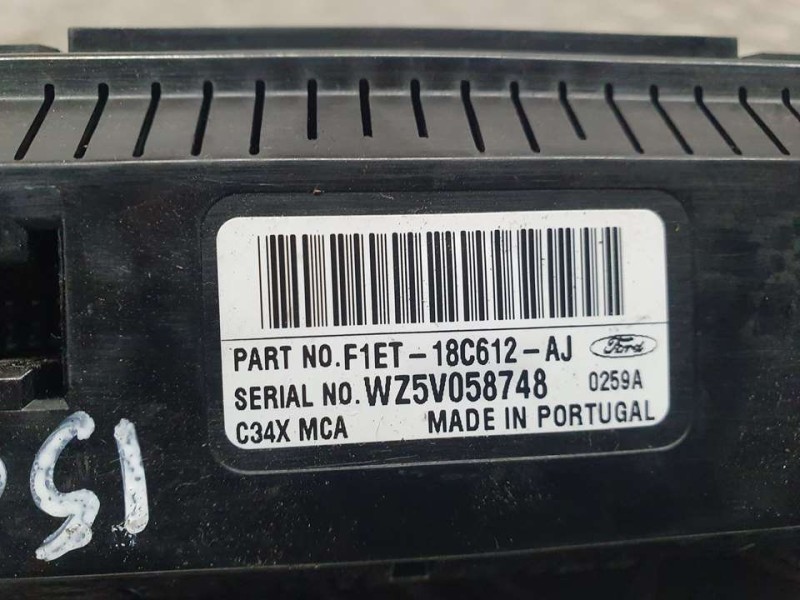 PART NO. F1ET-18C612-AJ Ford
SERIAL NO. WZ5V058748 0259A
C34X MCA MADE IN PORTUGAL